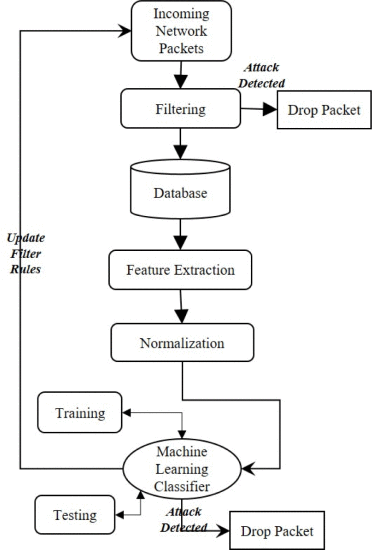 Incoming
Network
Packets
Attack
Detected
Filtering
Drop Packet
Database
Update
Filter
Rules
Feature Extraction
Normalization
Training
Machine
Learning
Classifier
Testing
Attack
Detected
Drop Packet